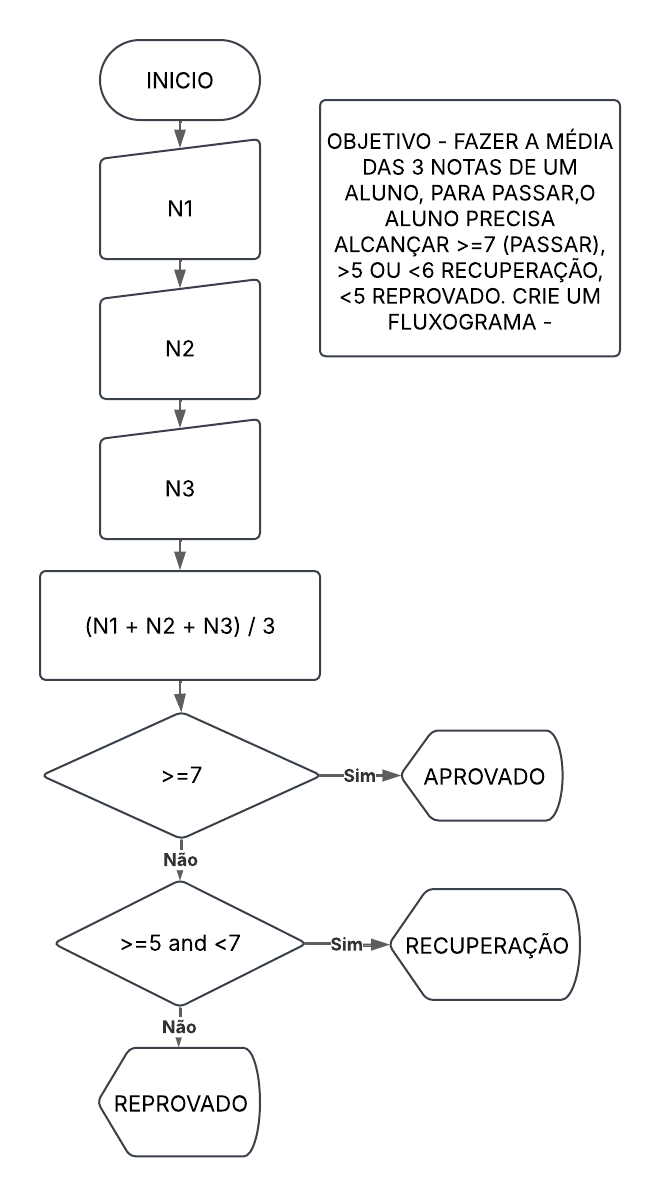 INICIO
N1
OBJETIVO - FAZER A MÉDIA
DAS 3 NOTAS DE UM
ALUNO, PARA PASSAR,O
ALUNO PRECISA
ALCANÇAR >=7 (PASSAR),
>5 OU <6 RECUPERAÇÃO,
<5 REPROVADO. CRIE UM
FLUXOGRAMA -
N2
N3
(N1 + N2 + N3) / 3
>=7
Sim
APROVADO
Não
>=5 and <7
Sim
RECUPERAÇÃO
Não
REPROVADO